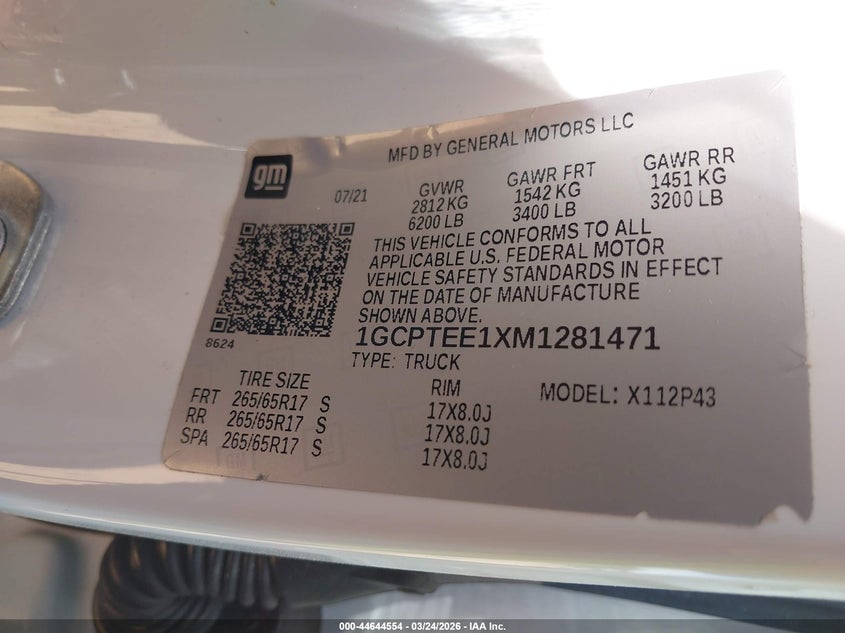 gm
MFD BY GENERAL MOTORS LLC
07/21
GVWR
2812 KG
6200 LB
GAWR FRT
1542 KG
3400 LB
GAWR RR
1451 KG
3200 LB
THIS VEHICLE CONFORMS TO ALL
APPLICABLE U.S. FEDERAL MOTOR
VEHICLE SAFETY STANDARDS IN EFFECT
ON THE DATE OF MANUFACTURE
SHOWN ABOVE.
8624
1GCPTEE1XM1281471
TYPE: TRUCK
TIRE SIZE
RIM
MODEL: X112P43
FRT 265/65R17 S 17X8.0J
RR 265/65R17 S 17X8.0J
SPA 265/65R17 S 17X8.0J
000-44644554 | 03/24/2026 - IAA Inc.